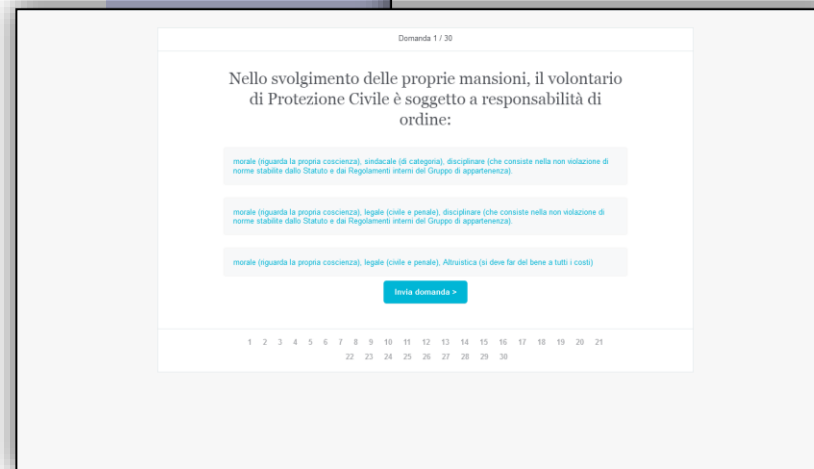 Domanda 1 / 30
Nello svolgimento delle proprie mansioni, il volontario
di Protezione Civile è soggetto a responsabilità di
ordine:
morale (riguarda la propria coscienza), sindacale (di categoria), disciplinare (che consiste nella non violazione di
norme stabilite dallo Statuto e dai Regolamenti interni del Gruppo di appartenenza).
morale (riguarda la propria coscienza), legale (civile e penale), disciplinare (che consiste nella non violazione di
norme stabilite dallo Statuto e dai Regolamenti interni del Gruppo di appartenenza).
morale (riguarda la propria coscienza), legale (civile e penale), Altruistica (si deve far del bene a tutti i costi)
Invia domanda >
1 2 3 4 5 6 7 8 9 10 11 12 13 14 15 16 17 18 19 20 21
22 23 24 25 26 27 28 29 30